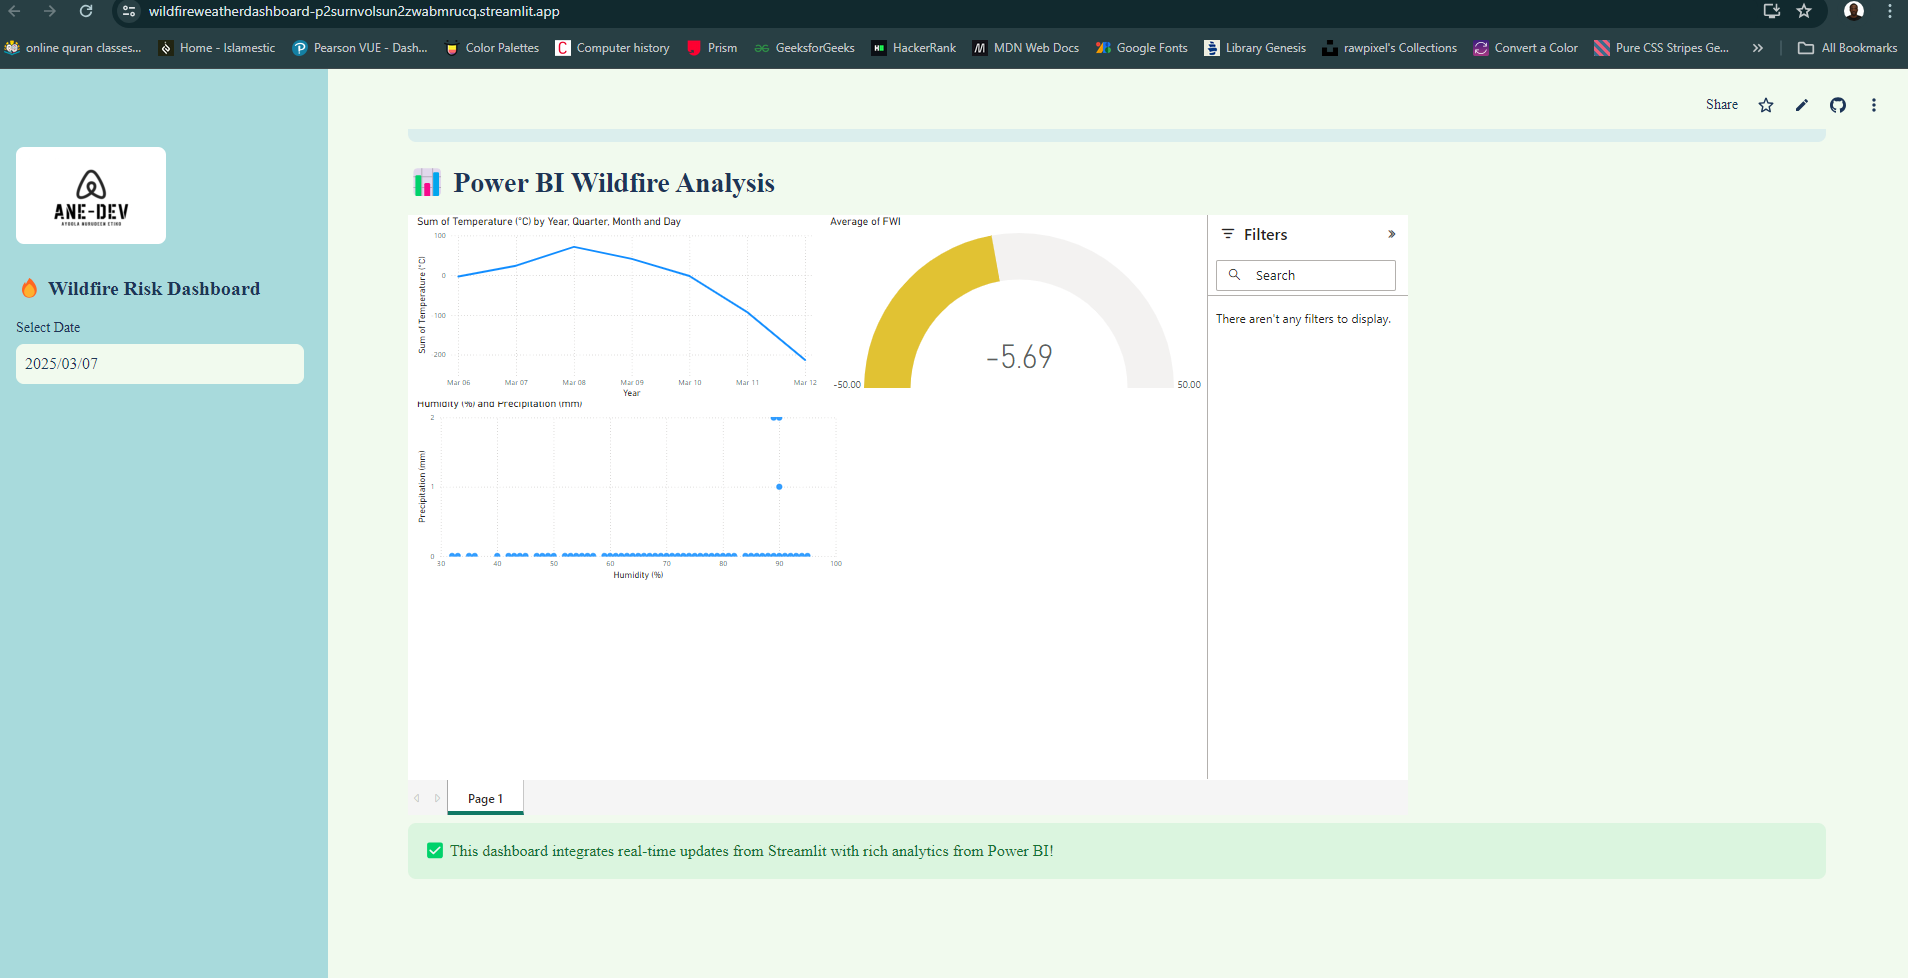 wildfireweatherdashboard-p2survolsun2zwabmrucq.streamlit.app
online quran classes...
Home - Islamestic
Pearson VUE - Dash...
Color Palettes
Computer history
Prism
GeeksforGeeks
HackerRank
MDN Web Docs
Google Fonts
Library Genesis
rawpixel's Collections
Convert a Color
Pure CSS Stripes Ge...
All Bookmarks
Share
ANE-DEV
Wildfire Risk Dashboard
Select Date
2025/03/07
Power BI Wildfire Analysis
Sum of Temperature (°C) by Year, Quarter, Month and Day
Sum of Temperature (°C)
100
0
100
200
Mar 06
Mar 07
Mar 08
Mar 09
Mar 10
Mar 11
Mar 12
Year
Average of FWI
-5.69
-50.00
50.00
Humidity (%) and Precipitation (mm)
Precipitation (mm)
2
1
0
30
40
50
60
70
80
90
100
Humidity (%)
Filters
Search
There aren't any filters to display.
Page 1
This dashboard integrates real-time updates from Streamlit with rich analytics from Power BI!